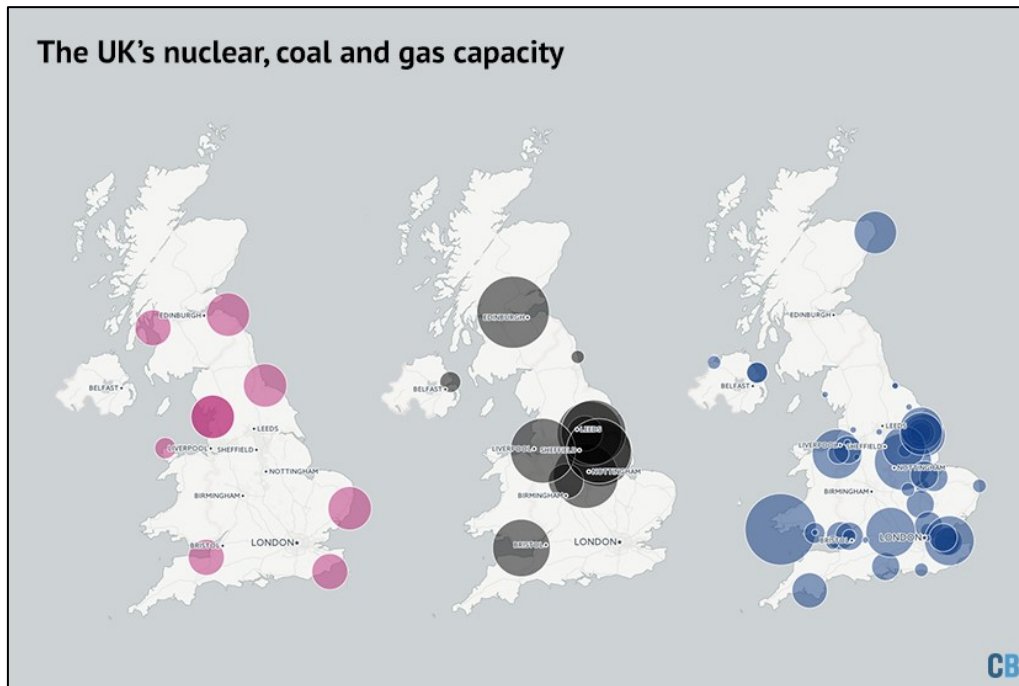 The UK's nuclear, coal and gas capacity
EDINBURGH
BELFAST
LEEDS
LIVERPOOL
SHEFFIELD
NOTTINGHAM
BIRMINGHAM
BRISTOL
LONDON
EDINBURGH
BELFAST
LEEDS
LIVERPOOL
SHEFFIELD
NOTTINGHAM
BIRMINGHAM
BRISTOL
LONDON
EDINBURGH
BELFAST
LEEDS
LIVERPOOL
SHEFFIELD
NOTTINGHAM
BIRMINGHAM
BRISTOL
LONDON
CB